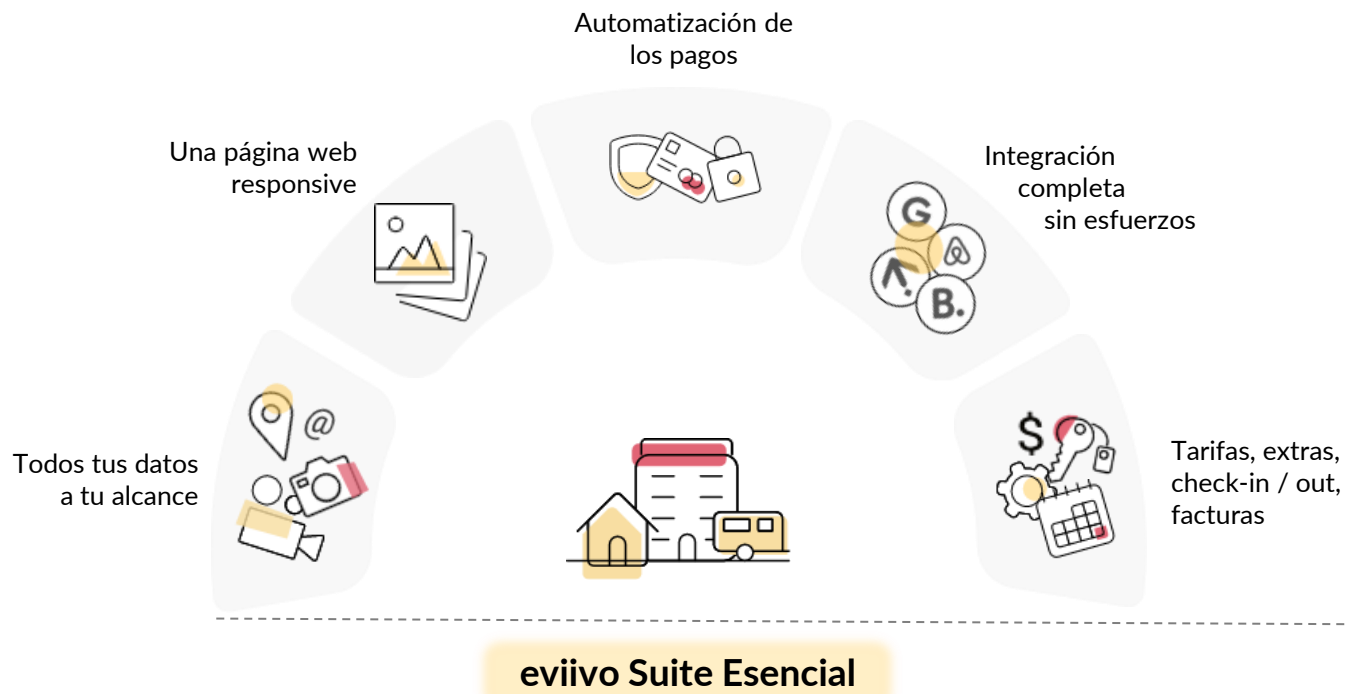 Automatización de
los pagos
Una página web
responsive
Integración
completa
sin esfuerzos
G
B.
@
$
Todos tus datos
a tu alcance
Tarifas, extras,
check-in / out,
facturas
eviivo Suite Esencial